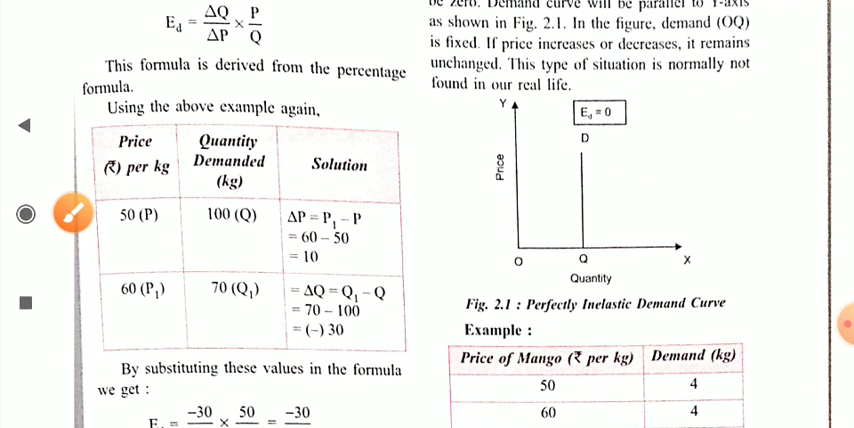 E_d = ΔQ/ΔP × P/Q
This formula is derived from the percentage
formula.
Using the above example again,
Price (₹) per kg | Quantity Demanded (kg) | Solution
50 (P) | 100 (Q) | ΔP = P₁ – P
= 60 – 50
= 10
60 (P₁) | 70 (Q₁) | = ΔQ = Q₁ – Q
= 70 – 100
= (–) 30
By substituting these values in the formula
we get :
−30 × 50 = −30
be zero. Demand curve will be parallel to Y-axis
as shown in Fig. 2.1. In the figure, demand (OQ)
is fixed. If price increases or decreases, it remains
unchanged. This type of situation is normally not
found in our real life.
Y
E_d = 0
D
Price
O
Q
X
Quantity
Fig. 2.1 : Perfectly Inelastic Demand Curve
Example :
Price of Mango (₹ per kg) | Demand (kg)
50 | 4
60 | 4